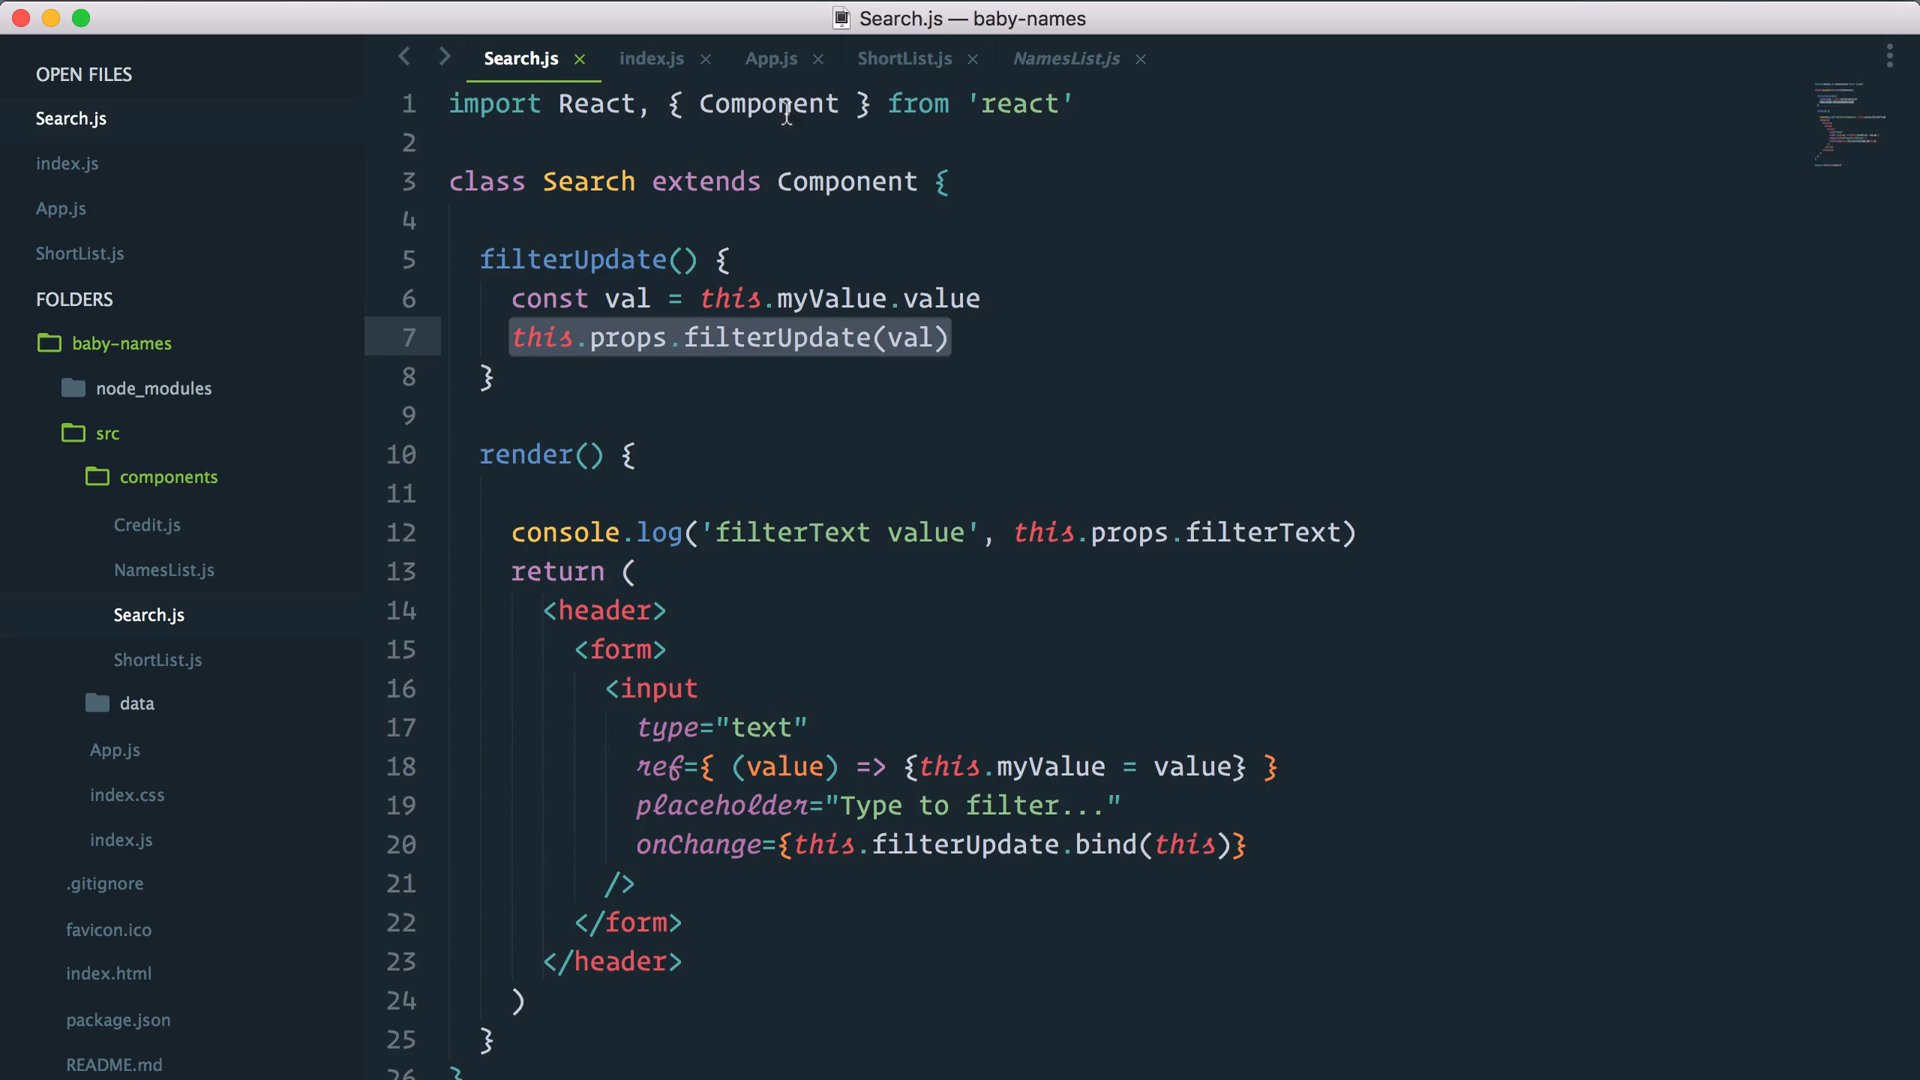 Search.js — baby-names
OPEN FILES
Search.js
index.js
App.js
ShortList.js
FOLDERS
baby-names
node_modules
src
components
Credit.js
NamesList.js
Search.js
ShortList.js
data
App.js
index.css
index.js
.gitignore
favicon.ico
index.html
package.json
README.md
Search.js × index.js × App.js × ShortList.js × NamesList.js ×
1 import React, { Component } from 'react'
2
3 class Search extends Component {
4
5 filterUpdate() {
6 const val = this.myValue.value
7 this.props.filterUpdate(val)
8 }
9
10 render() {
11
12 console.log('filterText value', this.props.filterText)
13 return (
14 <header>
15 <form>
16 <input
17 type="text"
18 ref={ (value) => {this.myValue = value} }
19 placeholder="Type to filter..."
20 onChange={this.filterUpdate.bind(this)}
21 />
22 </form>
23 </header>
24 )
25 }
26 }